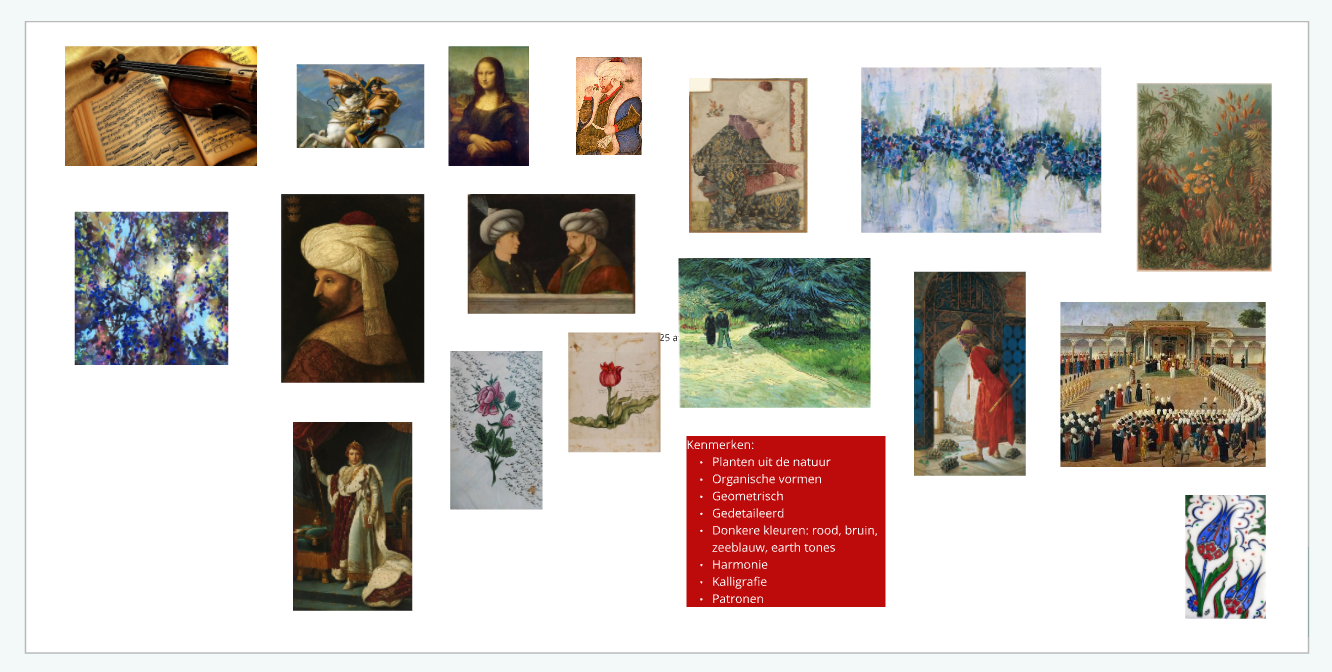 25 a
Kenmerken:
• Planten uit de natuur
• Organische vormen
• Geometrisch
• Gedetaileerd
• Donkere kleuren: rood, bruin,
zeeblauw, earth tones
• Harmonie
• Kalligrafie
• Patronen